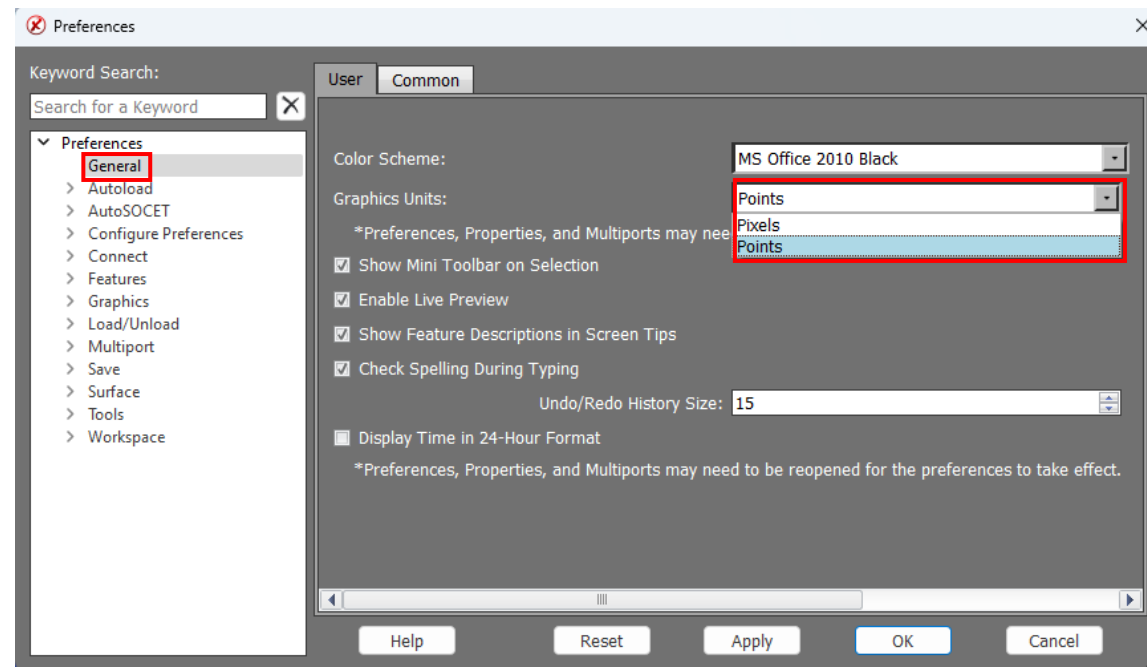 Preferences
Keyword Search:
Search for a Keyword
Preferences
General
Autoload
AutoSOCET
Configure Preferences
Connect
Features
Graphics
Load/Unload
Multiport
Save
Surface
Tools
Workspace
User Common
Color Scheme: MS Office 2010 Black
Graphics Units: Points
Pixels
Points
*Preferences, Properties, and Multiports may nee
Show Mini Toolbar on Selection
Enable Live Preview
Show Feature Descriptions in Screen Tips
Check Spelling During Typing
Undo/Redo History Size: 15
Display Time in 24-Hour Format
*Preferences, Properties, and Multiports may need to be reopened for the preferences to take effect.
Help Reset Apply OK Cancel